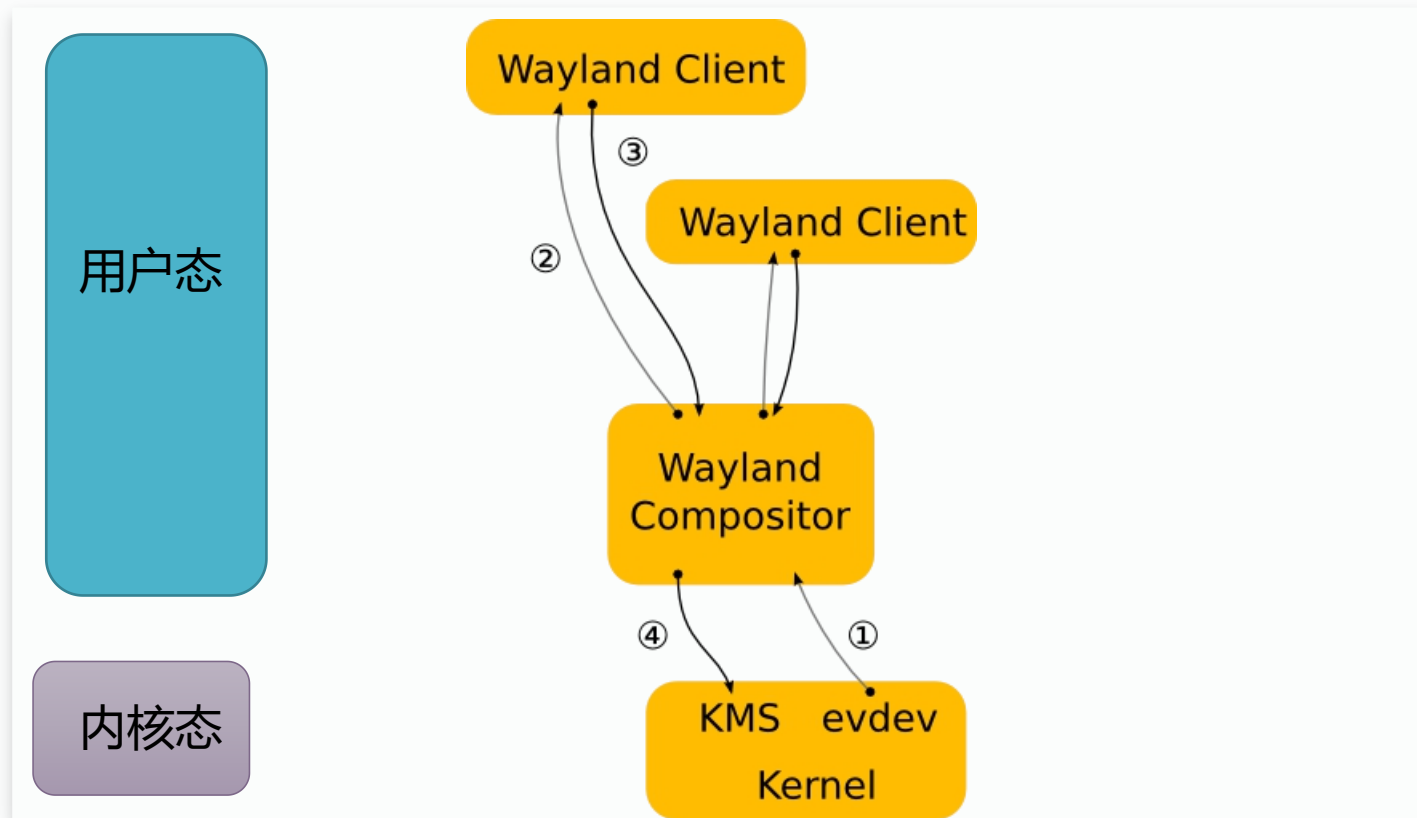 用户态
内核态
Wayland Client
③
Wayland Client
②
Wayland
Compositor
④
①
KMS evdev
Kernel